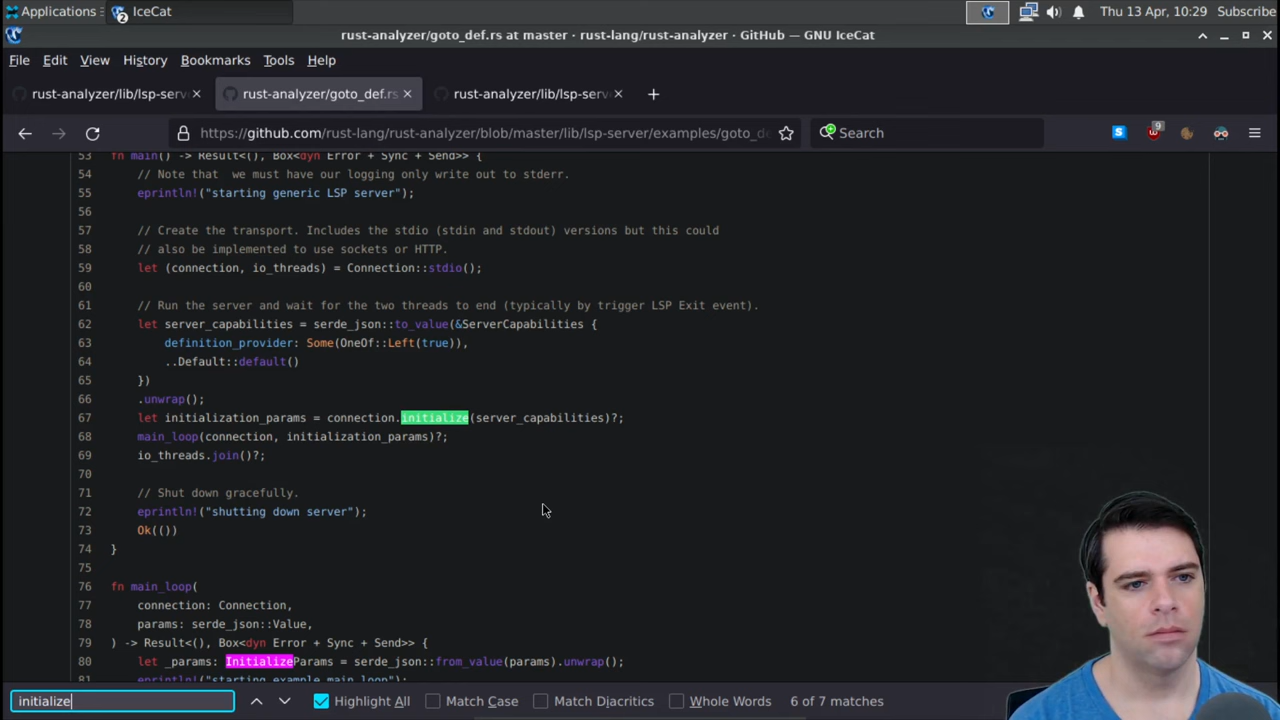 Applications
2
IceCat
Thu 13 Apr, 10:29
Subscribe
rust-analyzer/goto_def.rs at master · rust-lang/rust-analyzer · GitHub — GNU IceCat
File Edit View History Bookmarks Tools Help
rust-analyzer/lib/lsp-serv
rust-analyzer/goto_def.rs
rust-analyzer/lib/lsp-serv
https://github.com/rust-lang/rust-analyzer/blob/master/lib/lsp-server/examples/goto_de
Search
S
9
53 fn main() -> Result<(), Box<dyn Error + Sync + Send>> {
54 // Note that  we must have our logging only write out to stderr.
55 eprintln!("starting generic LSP server");
56
57 // Create the transport. Includes the stdio (stdin and stdout) versions but this could
58 // also be implemented to use sockets or HTTP.
59 let (connection, io_threads) = Connection::stdio();
60
61 // Run the server and wait for the two threads to end (typically by trigger LSP Exit event).
62 let server_capabilities = serde_json::to_value(&ServerCapabilities {
63 definition_provider: Some(OneOf::Left(true)),
64 ..Default::default()
65 })
66 .unwrap();
67 let initialization_params = connection.initialize(server_capabilities)?;
68 main_loop(connection, initialization_params)?;
69 io_threads.join()?;
70
71 // Shut down gracefully.
72 eprintln!("shutting down server");
73 Ok(())
74 }
75
76 fn main_loop(
77 connection: Connection,
78 params: serde_json::Value,
79 ) -> Result<(), Box<dyn Error + Sync + Send>> {
80 let _params: InitializeParams = serde_json::from_value(params).unwrap();
81 eprintln!("starting example main loop");
initialize
Highlight All
Match Case
Match Diacritics
Whole Words
6 of 7 matches